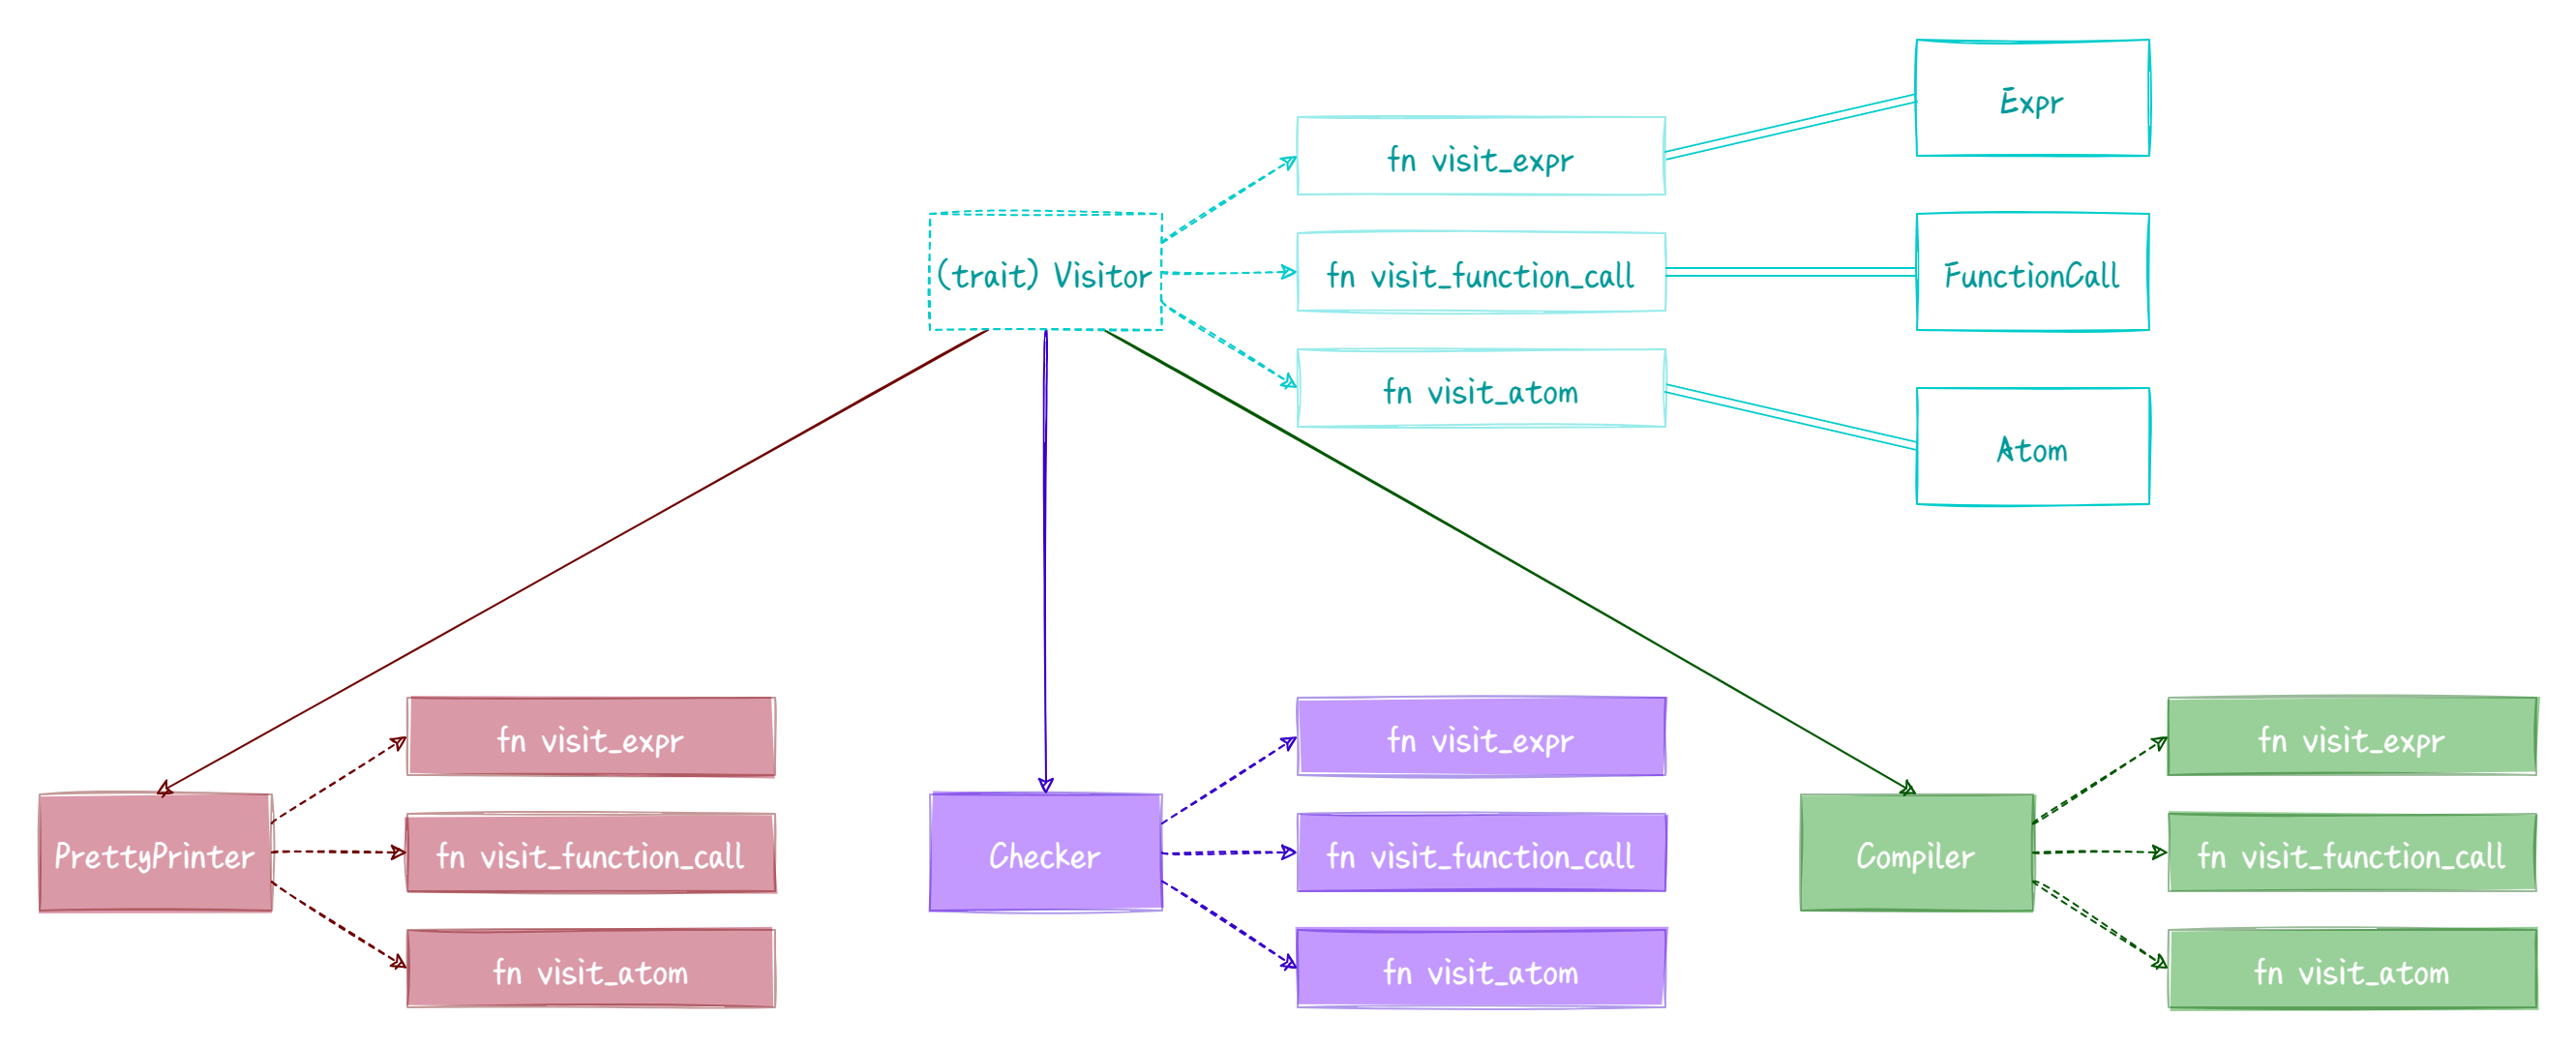 Expr
fn visit_expr
(trait) Visitor
fn visit_function_call
FunctionCall
fn visit_atom
Atom
fn visit_expr
PrettyPrinter
fn visit_function_call
fn visit_atom
fn visit_expr
Checker
fn visit_function_call
fn visit_atom
fn visit_expr
Compiler
fn visit_function_call
fn visit_atom